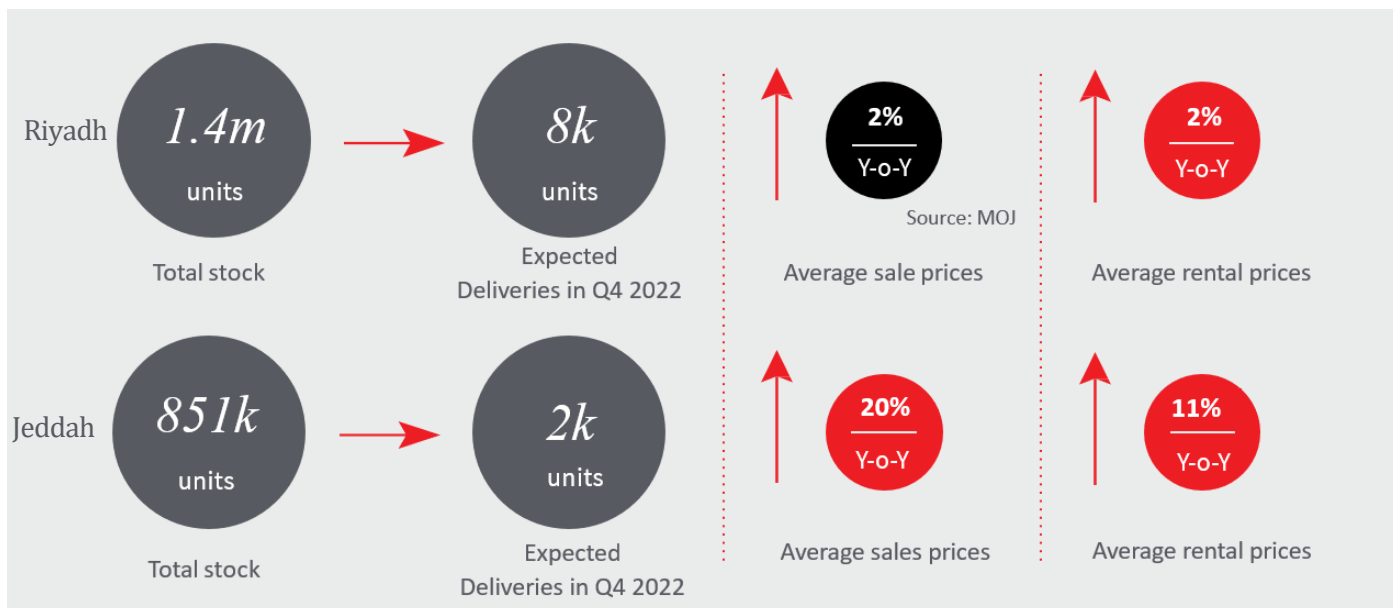 Riyadh
1.4m
units
Total stock
8k
units
Expected
Deliveries in Q4 2022
2%
Y-o-Y
Source: MOJ
Average sale prices
2%
Y-o-Y
Average rental prices
Jeddah
851k
units
Total stock
2k
units
Expected
Deliveries in Q4 2022
20%
Y-o-Y
Average sales prices
11%
Y-o-Y
Average rental prices